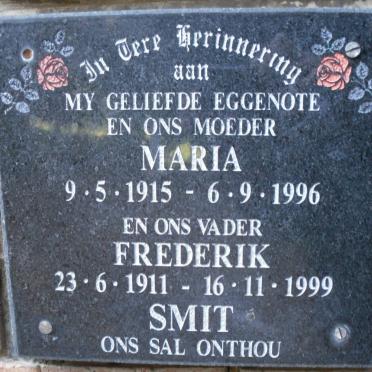 In Tere Herinnering
aan
MY GELIEFDE EGGENOTE
EN ONS MOEDER
MARIA
9·5·1915 - 6·9·1996
EN ONS VADER
FREDERIK
23·6·1911 - 16·11·1999
SMIT
ONS SAL ONTHOU